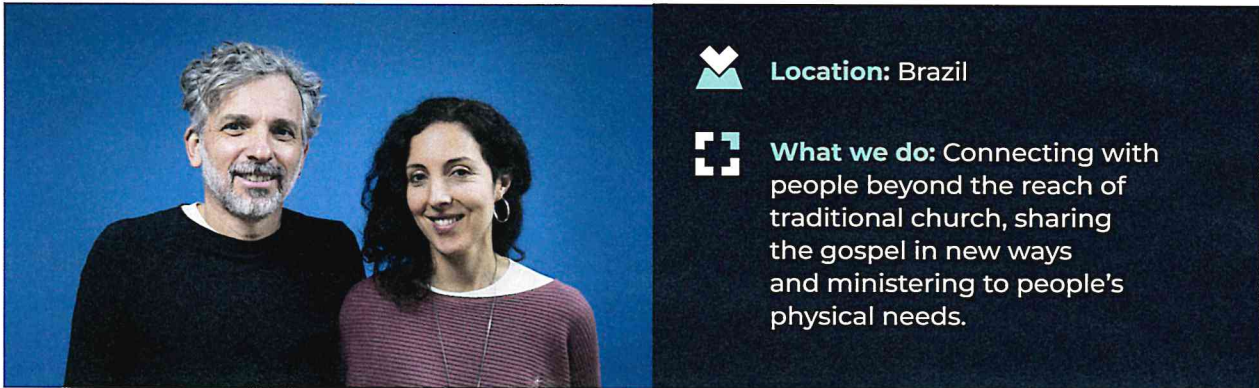 Location: Brazil
What we do: Connecting with
people beyond the reach of
traditional church, sharing
the gospel in new ways
and ministering to people’s
physical needs.